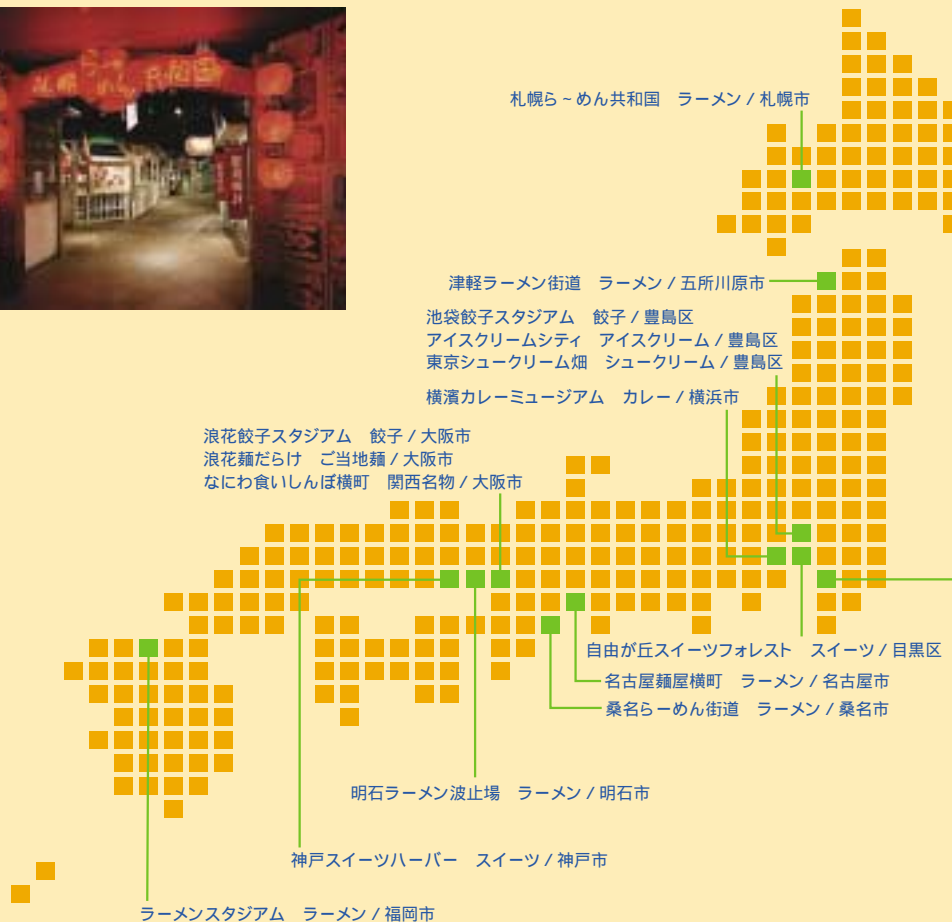 札幌ら~めん共和国　ラーメン/札幌市
津軽ラーメン街道　ラーメン/五所川原市
池袋餃子スタジアム　餃子/豊島区
アイスクリームシティ　アイスクリーム/豊島区
東京シュークリーム畑　シュークリーム/豊島区
横濱カレーミュージアム　カレー/横浜市
浪花餃子スタジアム　餃子/大阪市
浪花麺だらけ　ご当地麺/大阪市
なにわ食いしんぼ横町　関西名物/大阪市
自由が丘スイーツフォレスト　スイーツ/目黒区
名古屋麺屋横町　ラーメン/名古屋市
桑名らーめん街道　ラーメン/桑名市
明石ラーメン波止場　ラーメン/明石市
神戸スイーツハーバー　スイーツ/神戸市
ラーメンスタジアム　ラーメン/福岡市